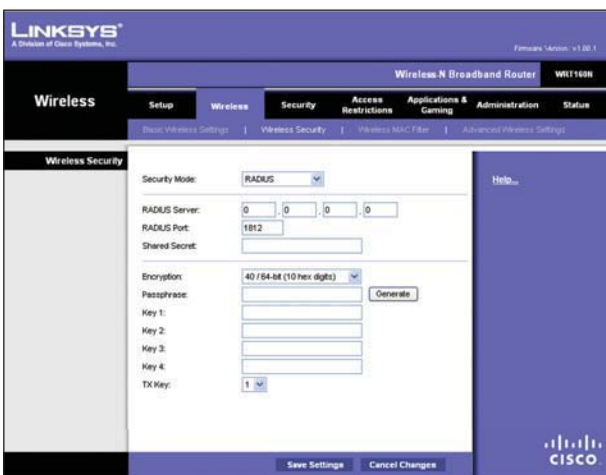 LINKSYS®
A Division of Cisco Systems, Inc.
Firmware Version: v1.00.1
Wireless-N Broadband Router WRT160N
Wireless
Setup Wireless Security Access Restrictions Applications & Gaming Administration Status
Basic Wireless Settings | Wireless Security | Wireless MAC Filter | Advanced Wireless Settings
Wireless Security
Security Mode: RADIUS
Help...
RADIUS Server: 0 . 0 . 0 . 0
RADIUS Port: 1812
Shared Secret:
Encryption: 40 / 64-bit (10 hex digits)
Passphrase: Generate
Key 1:
Key 2:
Key 3:
Key 4:
TX Key: 1
Save Settings Cancel Changes
CISCO